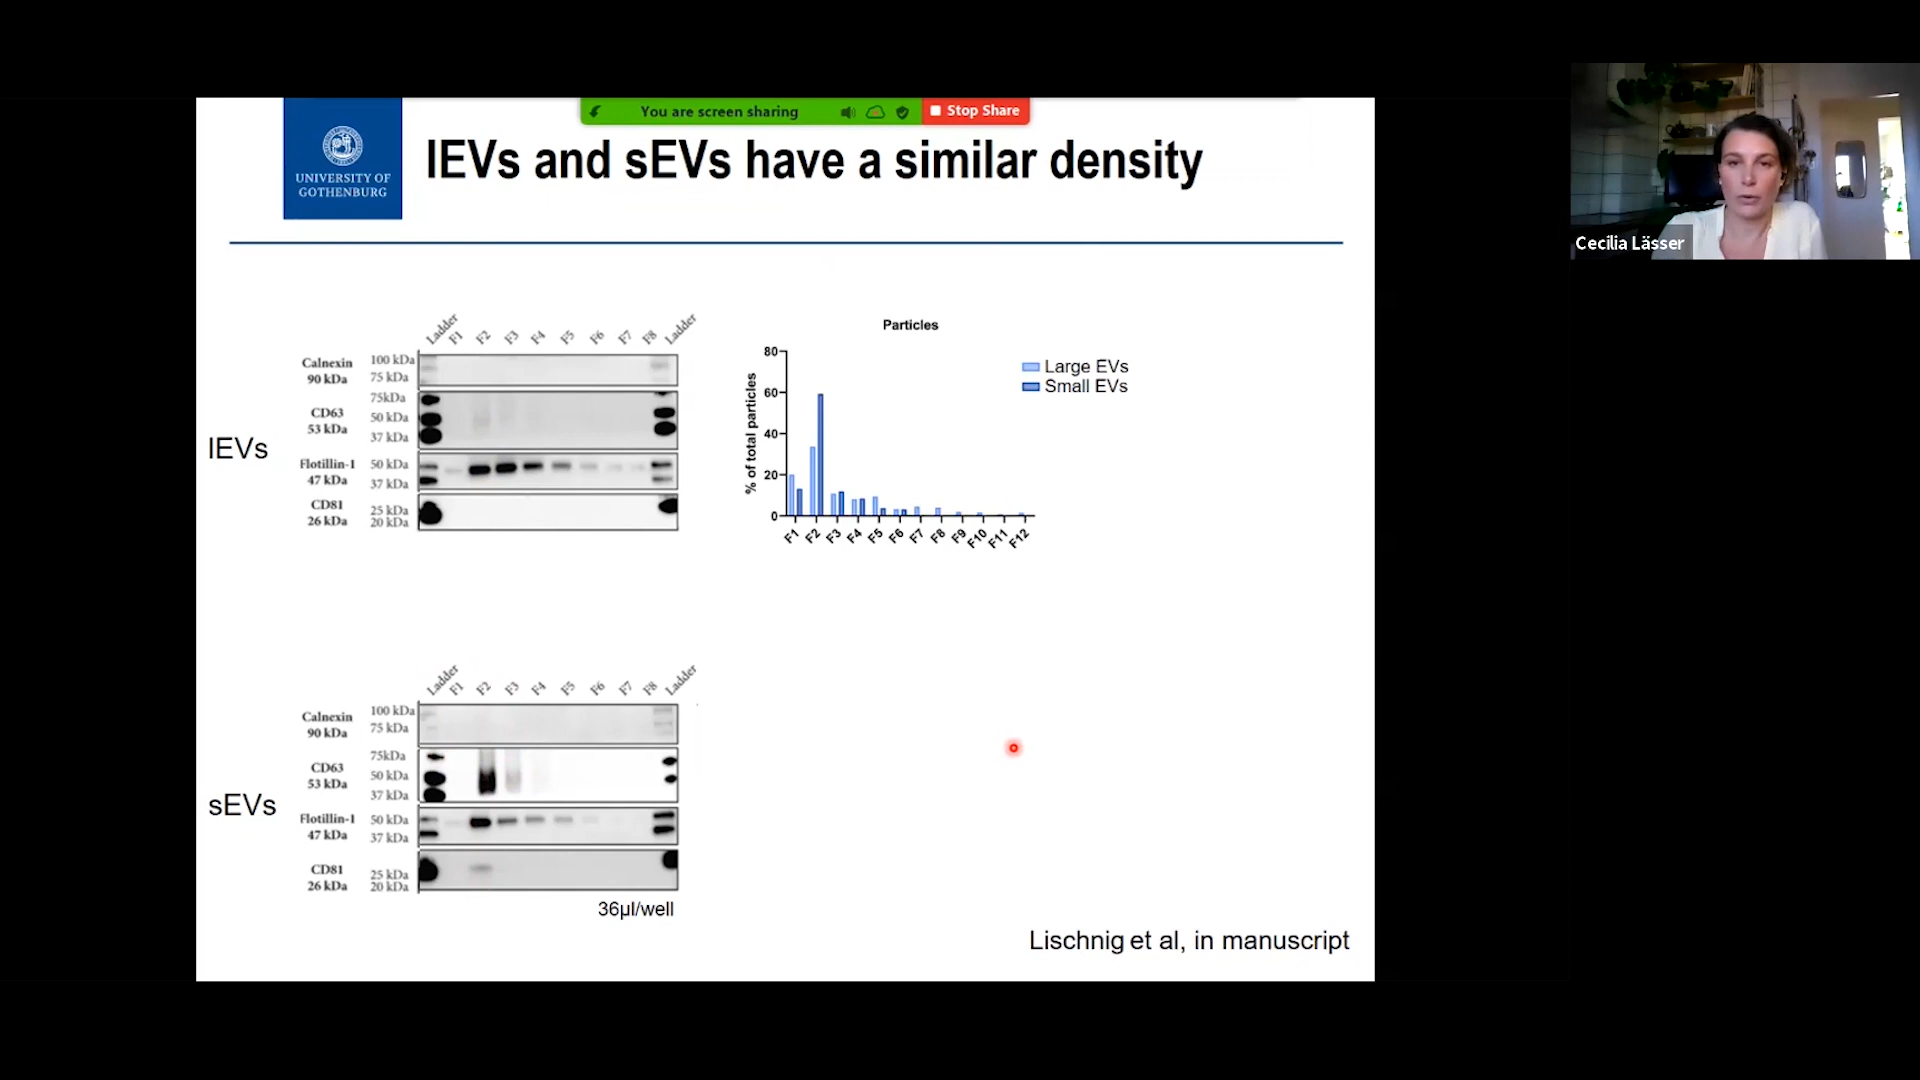 You are screen sharing
Stop Share
UNIVERSITY OF
GOTHENBURG
lEVs and sEVs have a similar density
Cecilia Lässer
Ladder F1 F2 F3 F4 F5 F6 F7 F8 Ladder
Calnexin
90 kDa
100 kDa
75 kDa
CD63
53 kDa
75kDa
50 kDa
37 kDa
lEVs
Flotillin-1
47 kDa
50 kDa
37 kDa
CD81
26 kDa
25 kDa
20 kDa
Particles
% of total particles
80
60
40
20
0
F1 F2 F3 F4 F5 F6 F7 F8 F9 F10 F11 F12
Large EVs
Small EVs
Ladder F1 F2 F3 F4 F5 F6 F7 F8 Ladder
Calnexin
90 kDa
100 kDa
75 kDa
CD63
53 kDa
75kDa
50 kDa
37 kDa
sEVs
Flotillin-1
47 kDa
50 kDa
37 kDa
CD81
26 kDa
25 kDa
20 kDa
36µl/well
Lischnig et al, in manuscript